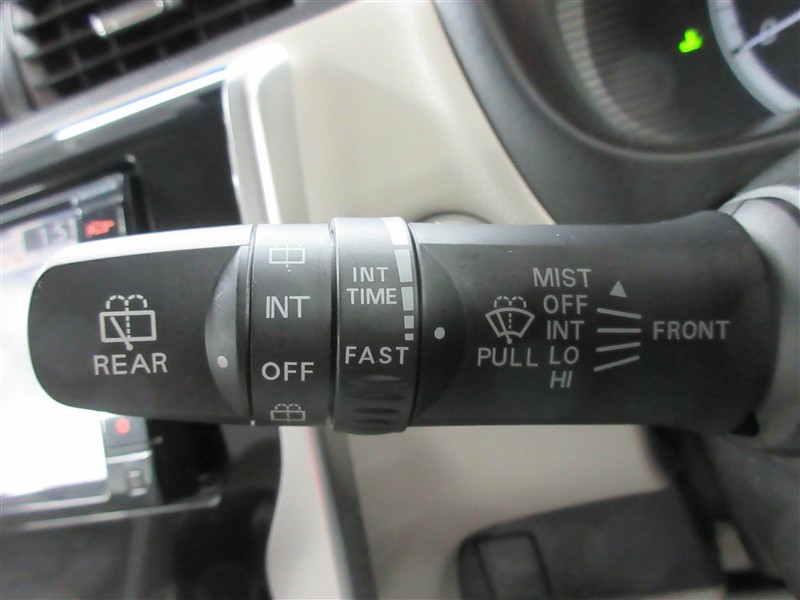 REAR
INT
OFF
INT
TIME
FAST
PULL
MIST
OFF
INT
LO
HI
FRONT